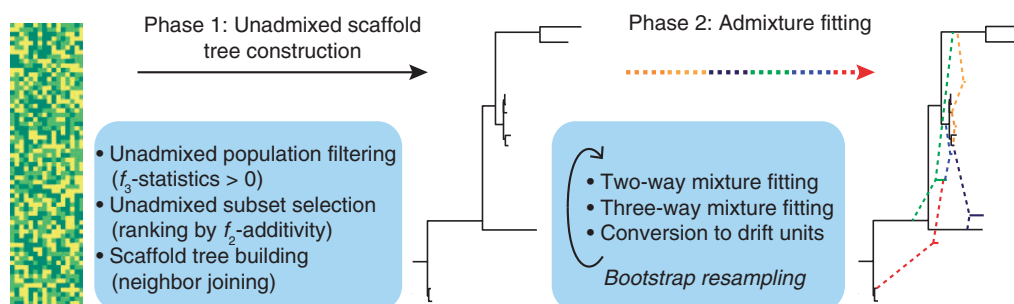 Phase 1: Unadmixed scaffold
tree construction
• Unadmixed population filtering
(f3-statistics > 0)
• Unadmixed subset selection
(ranking by f2-additivity)
• Scaffold tree building
(neighbor joining)
Phase 2: Admixture fitting
• Two-way mixture fitting
• Three-way mixture fitting
• Conversion to drift units
Bootstrap resampling